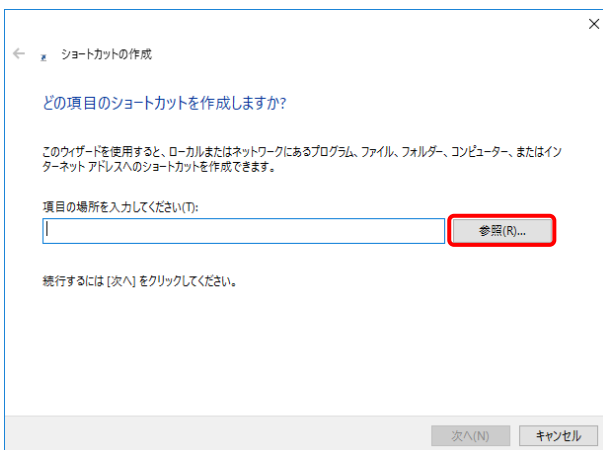 ショートカットの作成
どの項目のショートカットを作成しますか?
このウィザードを使用すると、ローカルまたはネットワークにあるプログラム、ファイル、フォルダー、コンピューター、またはイン
ターネット アドレスへのショートカットを作成できます。
項目の場所を入力してください(T):
参照(R)...
続行するには [次へ] をクリックしてください。
次へ(N)
キャンセル